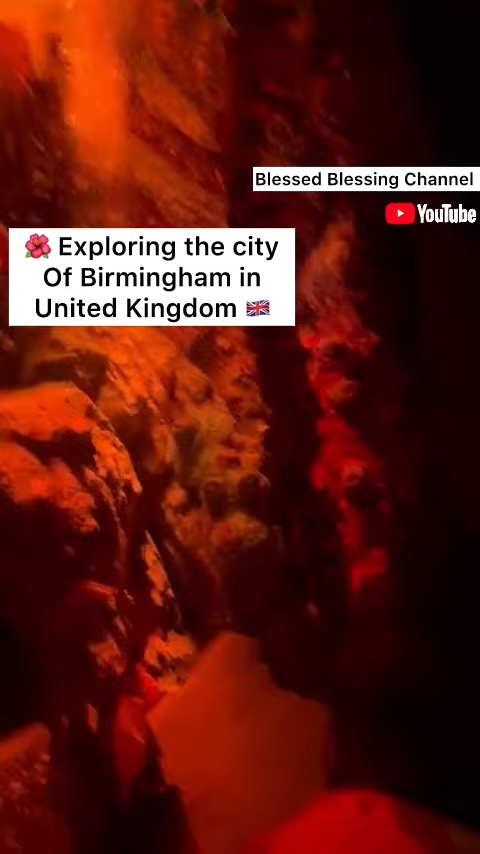 Blessed Blessing Channel
YouTube
🌺 Exploring the city
Of Birmingham in
United Kingdom 🇬🇧